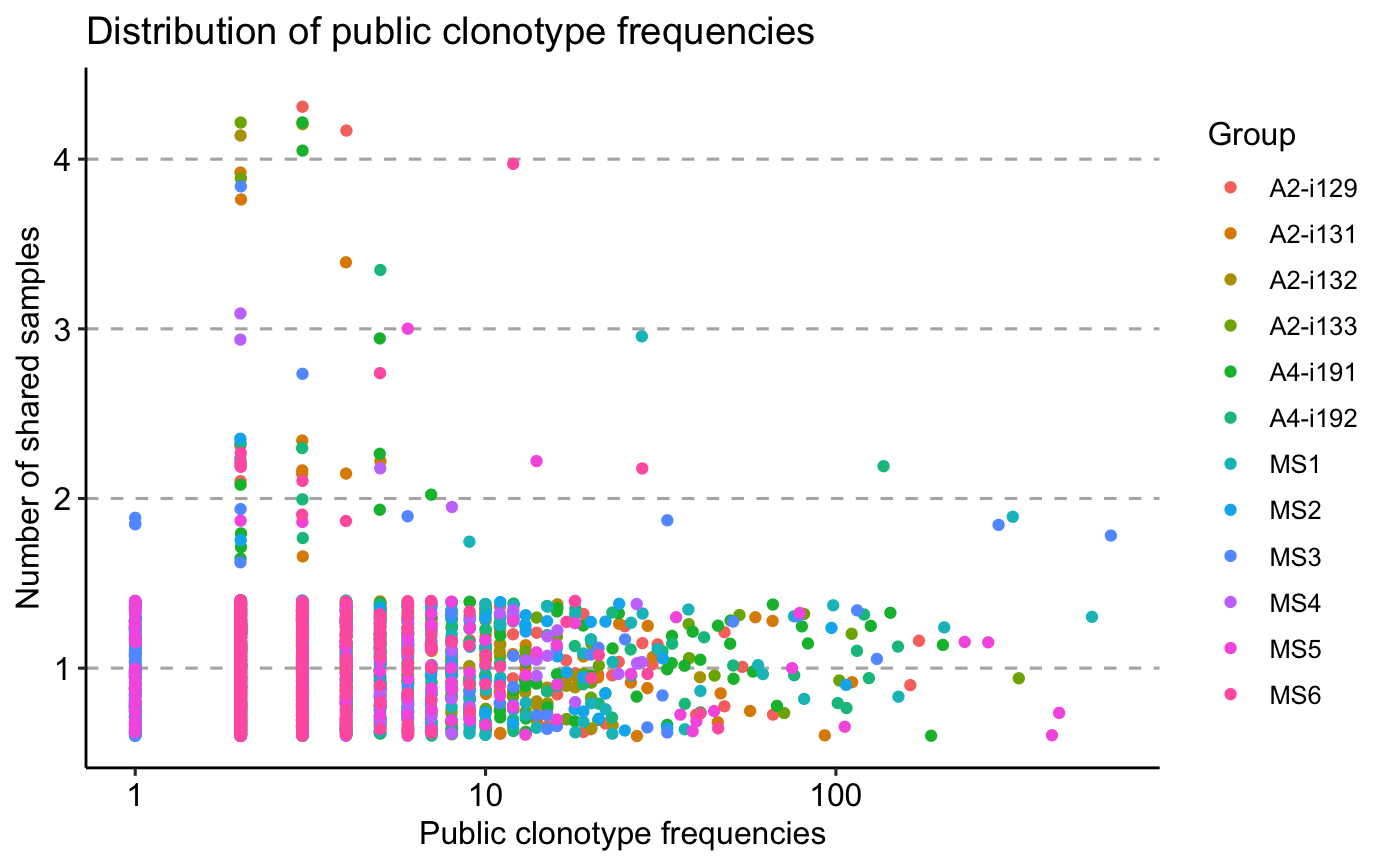 Distribution of public clonotype frequencies
Number of shared samples
4
3
2
1
1
10
100
Public clonotype frequencies
Group
A2-i129
A2-i131
A2-i132
A2-i133
A4-i191
A4-i192
MS1
MS2
MS3
MS4
MS5
MS6